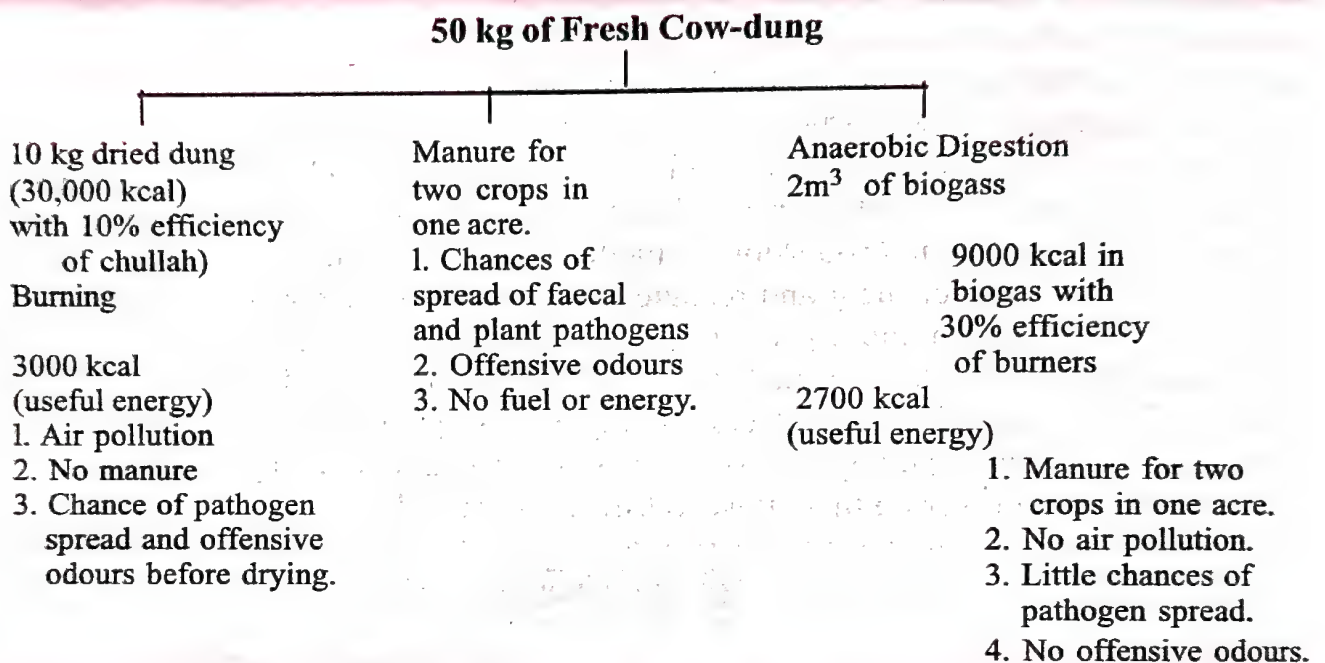 50 kg of Fresh Cow-dung
10 kg dried dung
(30,000 kcal)
with 10% efficiency
of chullah)
Burning
3000 kcal
(useful energy)
1. Air pollution
2. No manure
3. Chance of pathogen
spread and offensive
odours before drying.
Manure for
two crops in
one acre.
1. Chances of
spread of faecal
and plant pathogens
2. Offensive odours
3. No fuel or energy.
Anaerobic Digestion
2m³ of biogass
9000 kcal in
biogas with
30% efficiency
of burners
2700 kcal
(useful energy)
1. Manure for two
crops in one acre.
2. No air pollution.
3. Little chances of
pathogen spread.
4. No offensive odours.